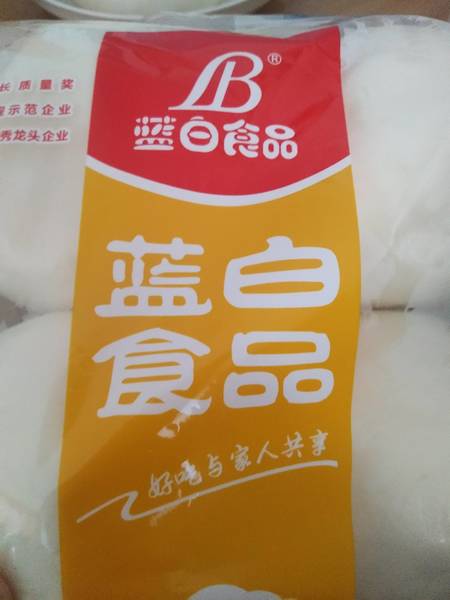 LB®
蓝白食品
长质量奖
示范企业
秀龙头企业
蓝白
食品
好吃与家人共享